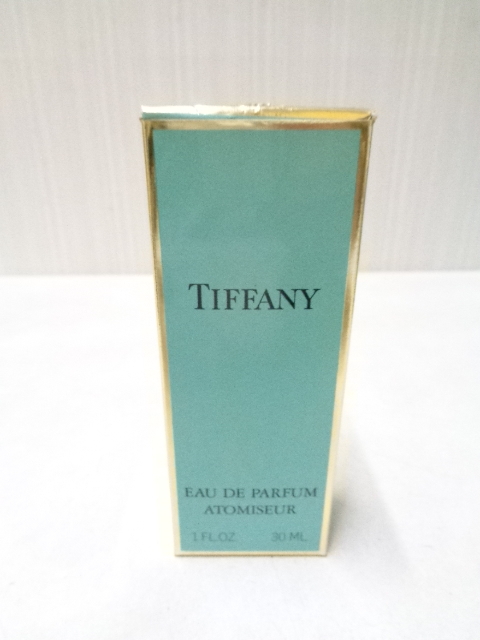 TIFFANY
EAU DE PARFUM
ATOMISEUR
1 FL.OZ. 30 ML